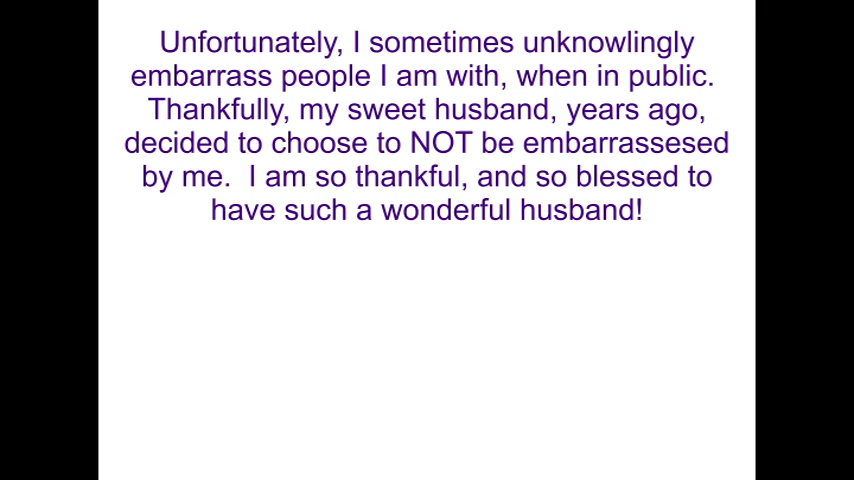 Unfortunately, I sometimes unknowlingly
embarrass people I am with, when in public.
Thankfully, my sweet husband, years ago,
decided to choose to NOT be embarrassesed
by me.  I am so thankful, and so blessed to
have such a wonderful husband!